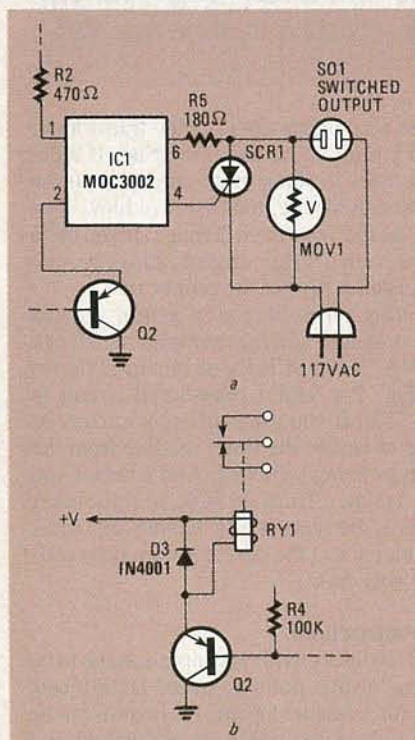 R2
470Ω
R5
180Ω
SO1
SWITCHED
OUTPUT
1
6
IC1
MOC3002
SCR1
2
4
V
MOV1
Q2
117VAC
a
+V
D3
IN4001
RY1
R4
100K
Q2
b